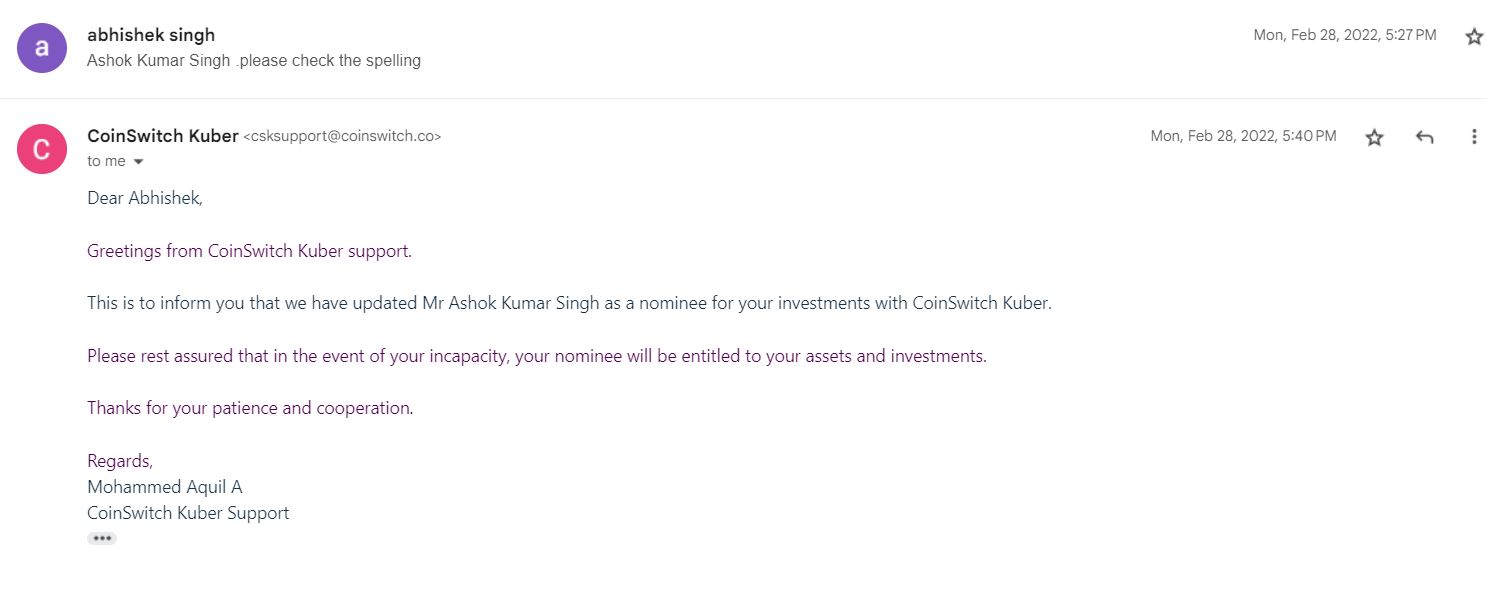 a
abhishek singh
Mon, Feb 28, 2022, 5:27 PM
Ashok Kumar Singh .please check the spelling
C
CoinSwitch Kuber <csksupport@coinswitch.co>
Mon, Feb 28, 2022, 5:40 PM
to me
Dear Abhishek,
Greetings from CoinSwitch Kuber support.
This is to inform you that we have updated Mr Ashok Kumar Singh as a nominee for your investments with CoinSwitch Kuber.
Please rest assured that in the event of your incapacity, your nominee will be entitled to your assets and investments.
Thanks for your patience and cooperation.
Regards,
Mohammed Aquil A
CoinSwitch Kuber Support